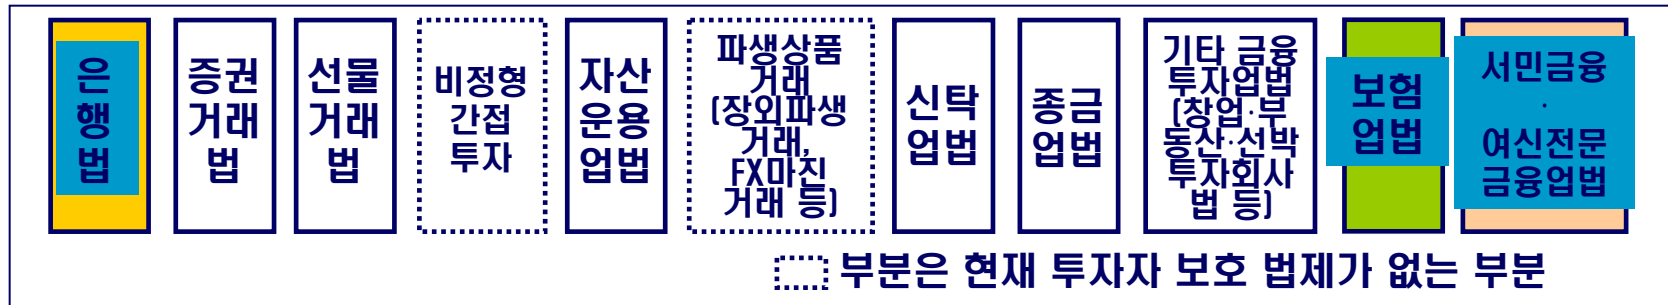 은
행
법
증권
거래
법
선물
거래
법
비정형
간접
투자
자산
운용
업법
파생상품
거래
(장외파생
거래,
FX마진
거래 등)
신탁
업법
종금
업법
기타 금융
투자업법
(창업·부
동산·선박
투자회사
법 등)
보험
업법
서민금융
·
여신전문
금융업법
부분은 현재 투자자 보호 법제가 없는 부분